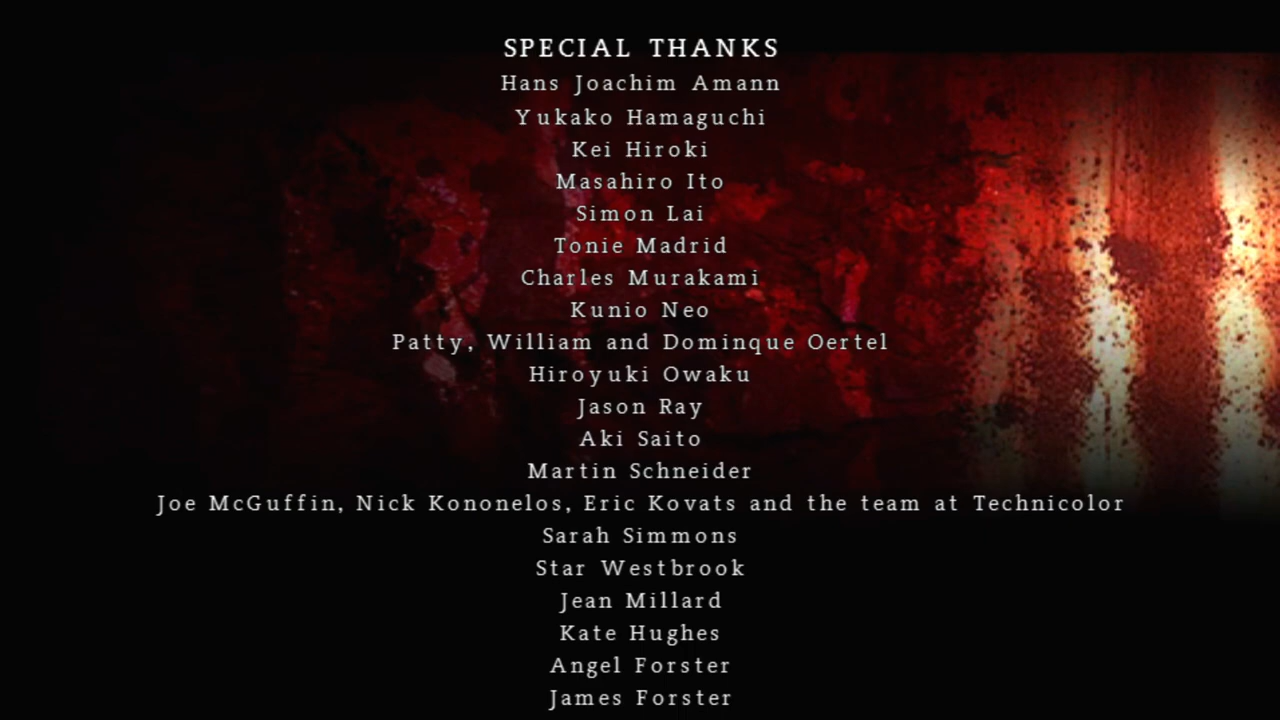 SPECIAL THANKS
Hans Joachim Amann
Yukako Hamaguchi
Kei Hiroki
Masahiro Ito
Simon Lai
Tonie Madrid
Charles Murakami
Kunio Neo
Patty, William and Dominque Oertel
Hiroyuki Owaku
Jason Ray
Aki Saito
Martin Schneider
Joe McGuffin, Nick Kononelos, Eric Kovats and the team at Technicolor
Sarah Simmons
Star Westbrook
Jean Millard
Kate Hughes
Angel Forster
James Forster